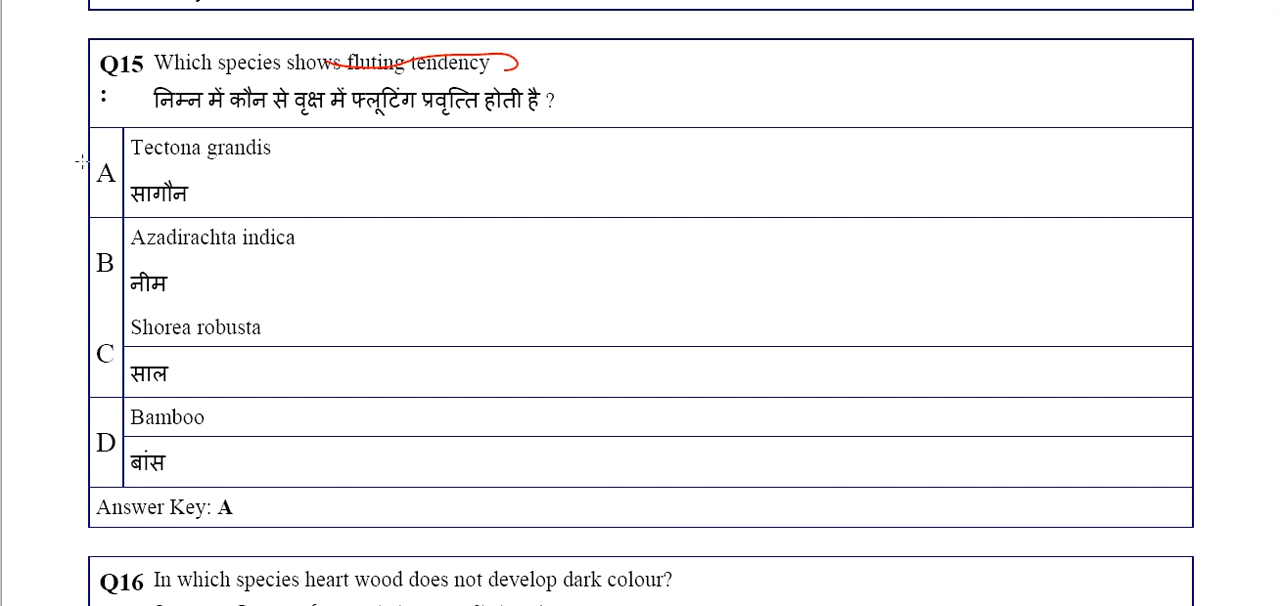 Q15 Which species shows fluting tendency
: निम्न में कौन से वृक्ष में फ्लूटिंग प्रवृत्ति होती है ?
A
Tectona grandis
सागौन
B
Azadirachta indica
नीम
C
Shorea robusta
साल
D
Bamboo
बांस
Answer Key: A
Q16 In which species heart wood does not develop dark colour?